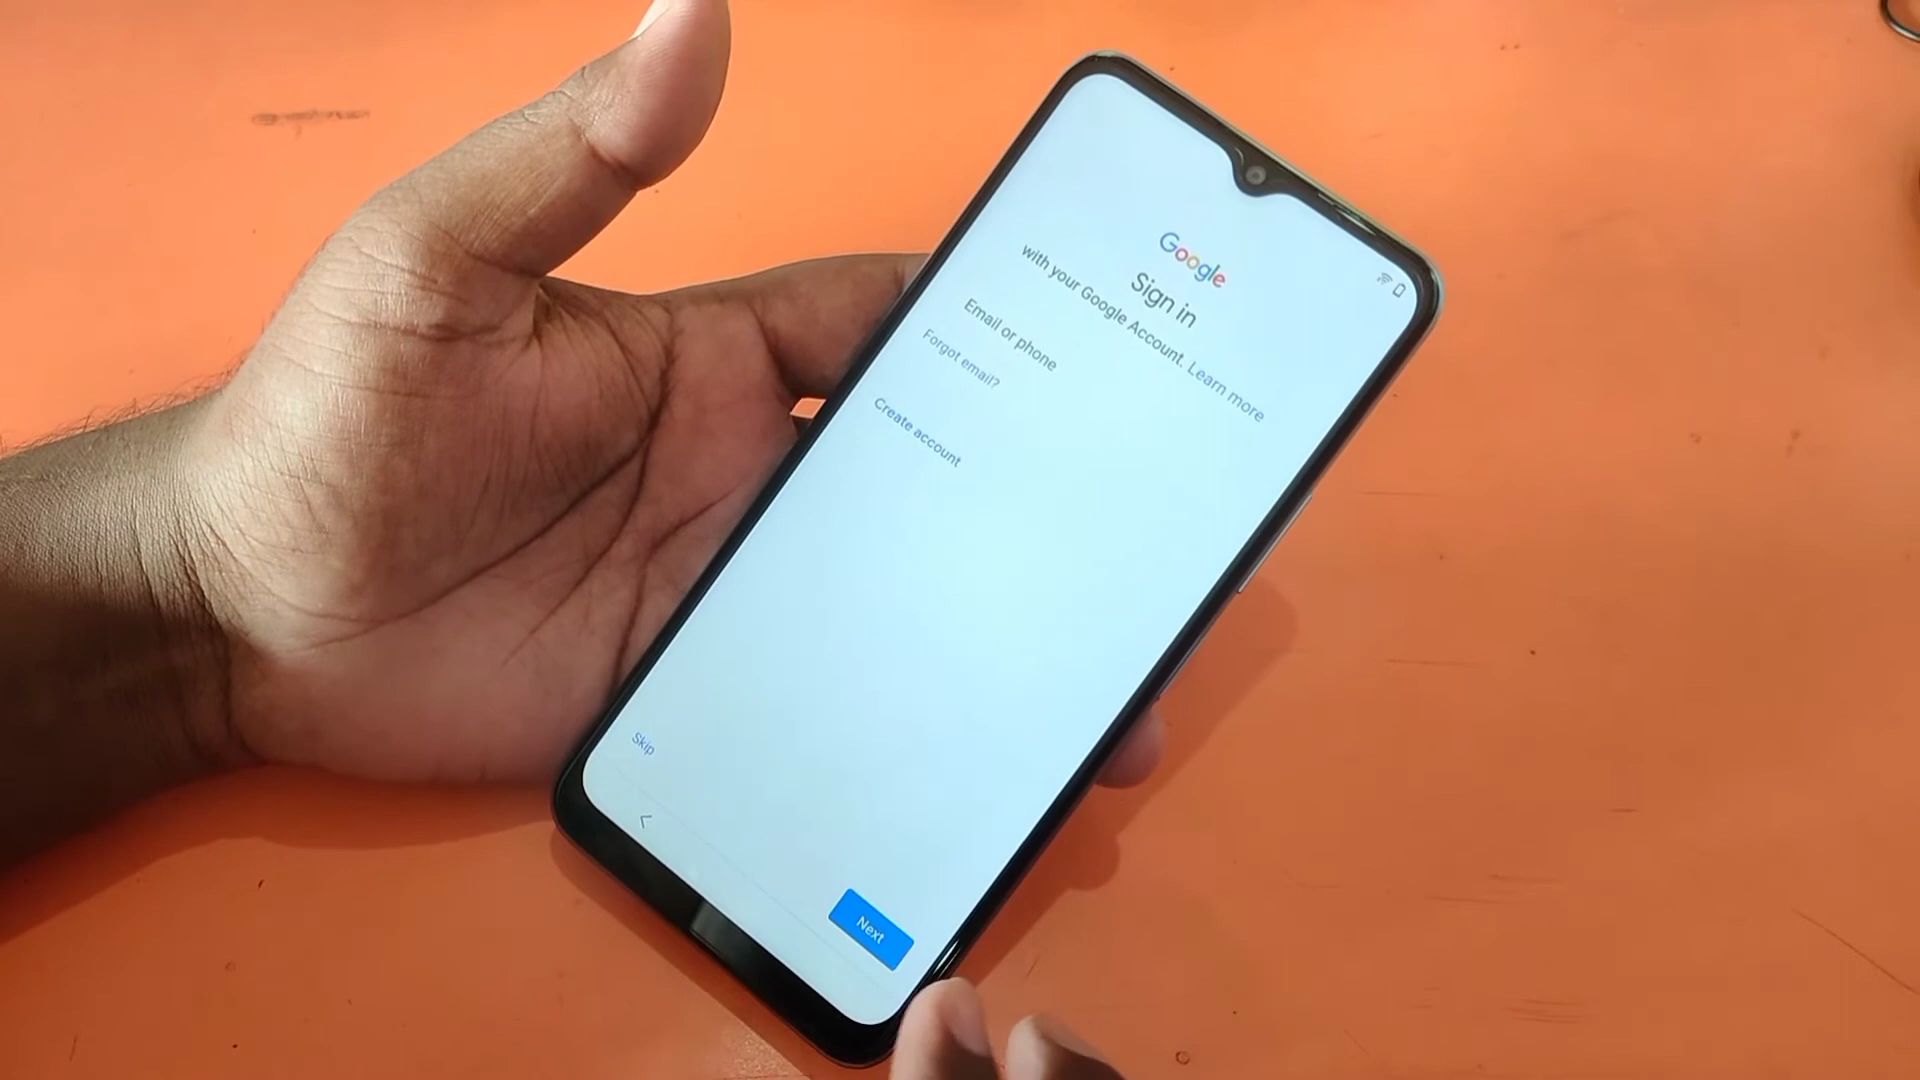 Google
Sign in
with your Google Account. Learn more
Email or phone
Forgot email?
Create account
Skip
Next